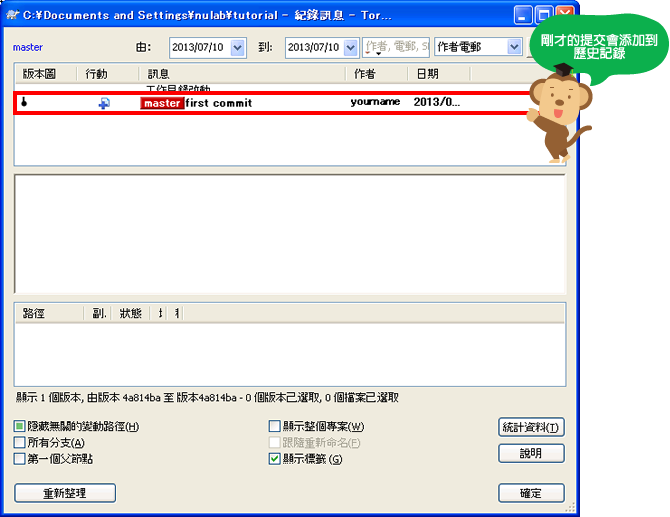 C:¥Documents and Settings¥nulab¥tutorial - 紀錄訊息 - Tor...
剛才的提交會添加到
歷史記錄
master 由: 2013/07/10 到: 2013/07/10 作者, 電郵, 作者電郵
版本圖 行動 訊息 作者 日期
工作目錄改動
master first commit yourname 2013/0...
路徑 副. 狀態
顯示 1 個版本, 由版本 4a814ba 至 版本4a814ba - 0 個版本已選取, 0 個檔案已選取
隱藏無關的變動路徑(H) 顯示整個專案(W) 統計資料(T)
所有分支(A) 跟隨重新命名(F)
第一個父節點 顯示標籤 (G) 說明
重新整理 確定